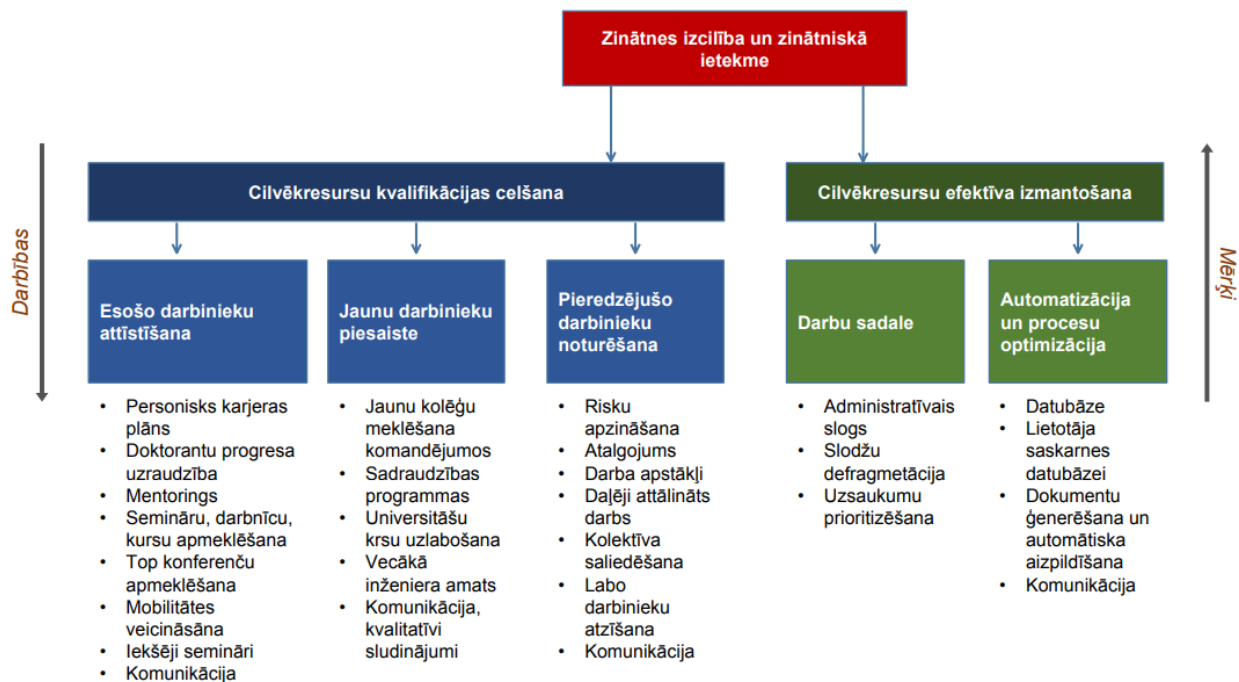 Zinātnes izcilība un zinātniskā
ietekme
Darbības
Mērķi
Cilvēkresursu kvalifikācijas celšana
Cilvēkresursu efektīva izmantošana
Esošo darbinieku
attīstīšana
Jaunu darbinieku
piesaiste
Pieredzējušo
darbinieku
noturēšana
Darbu sadale
Automatizācija
un procesu
optimizācija
• Personisks karjeras
plāns
• Doktorantu progresa
uzraudzība
• Mentorings
• Semināru, darbnīcu,
kursu apmeklēšana
• Top konferenču
apmeklēšana
• Mobilitātes
veicināsāna
• Iekšēji semināri
• Komunikācija
• Jaunu kolēģu
meklēšana
komandējumos
• Sadraudzības
programmas
• Universitāšu
krsu uzlabošana
• Vecākā
inženiera amats
• Komunikācija,
kvalitatīvi
sludinājumi
• Risku
apzināšana
• Atalgojums
• Darba apstākļi
• Daļēji attālināts
darbs
• Kolektīva
saliedēšana
• Labo
darbinieku
atzīšana
• Komunikācija
• Administratīvais
slogs
• Slodžu
defragmetācija
• Uzsaukumu
prioritizēšana
• Datubāze
• Lietotāja
saskarnes
datubāzei
• Dokumentu
ģenerēšana un
automātiska
aizpildīšana
• Komunikācija